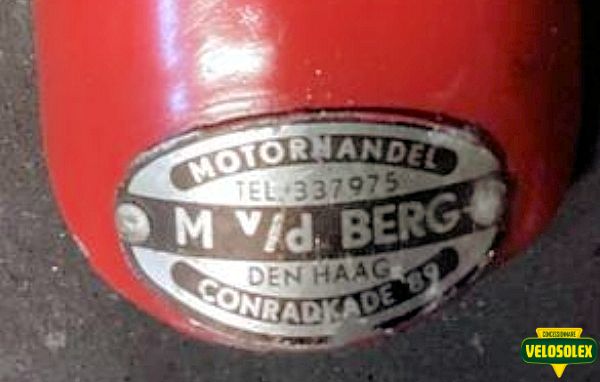 MOTORHANDEL
TEL. 337975
M v/d BERG
DEN HAAG
CONRADKADE '89
CONCESSIONNAIRE
VELOSOLEX